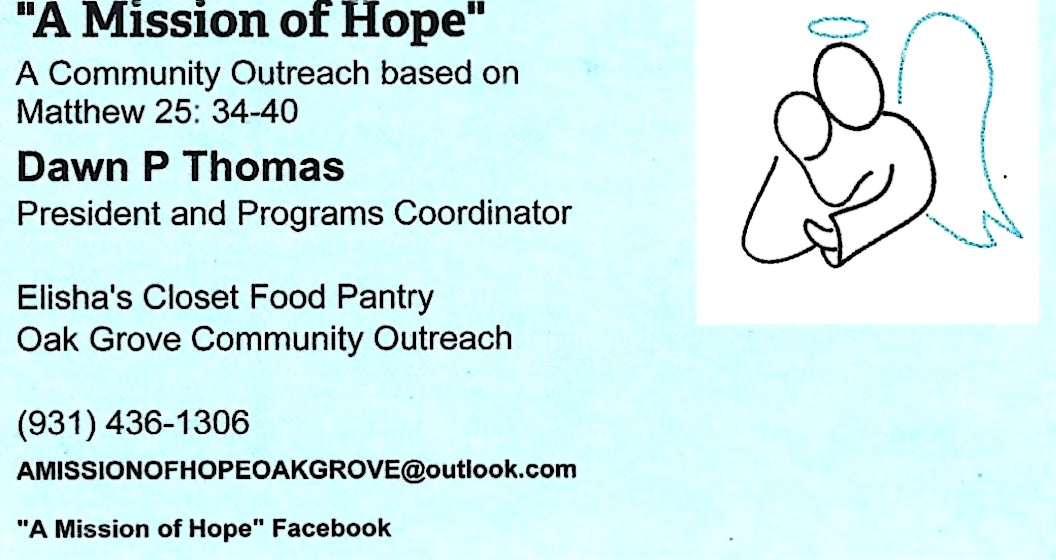 "A Mission of Hope"
A Community Outreach based on
Matthew 25: 34-40
Dawn P Thomas
President and Programs Coordinator
Elisha's Closet Food Pantry
Oak Grove Community Outreach
(931) 436-1306
AMISSIONOFHOPEOAKGROVE@outlook.com
"A Mission of Hope" Facebook